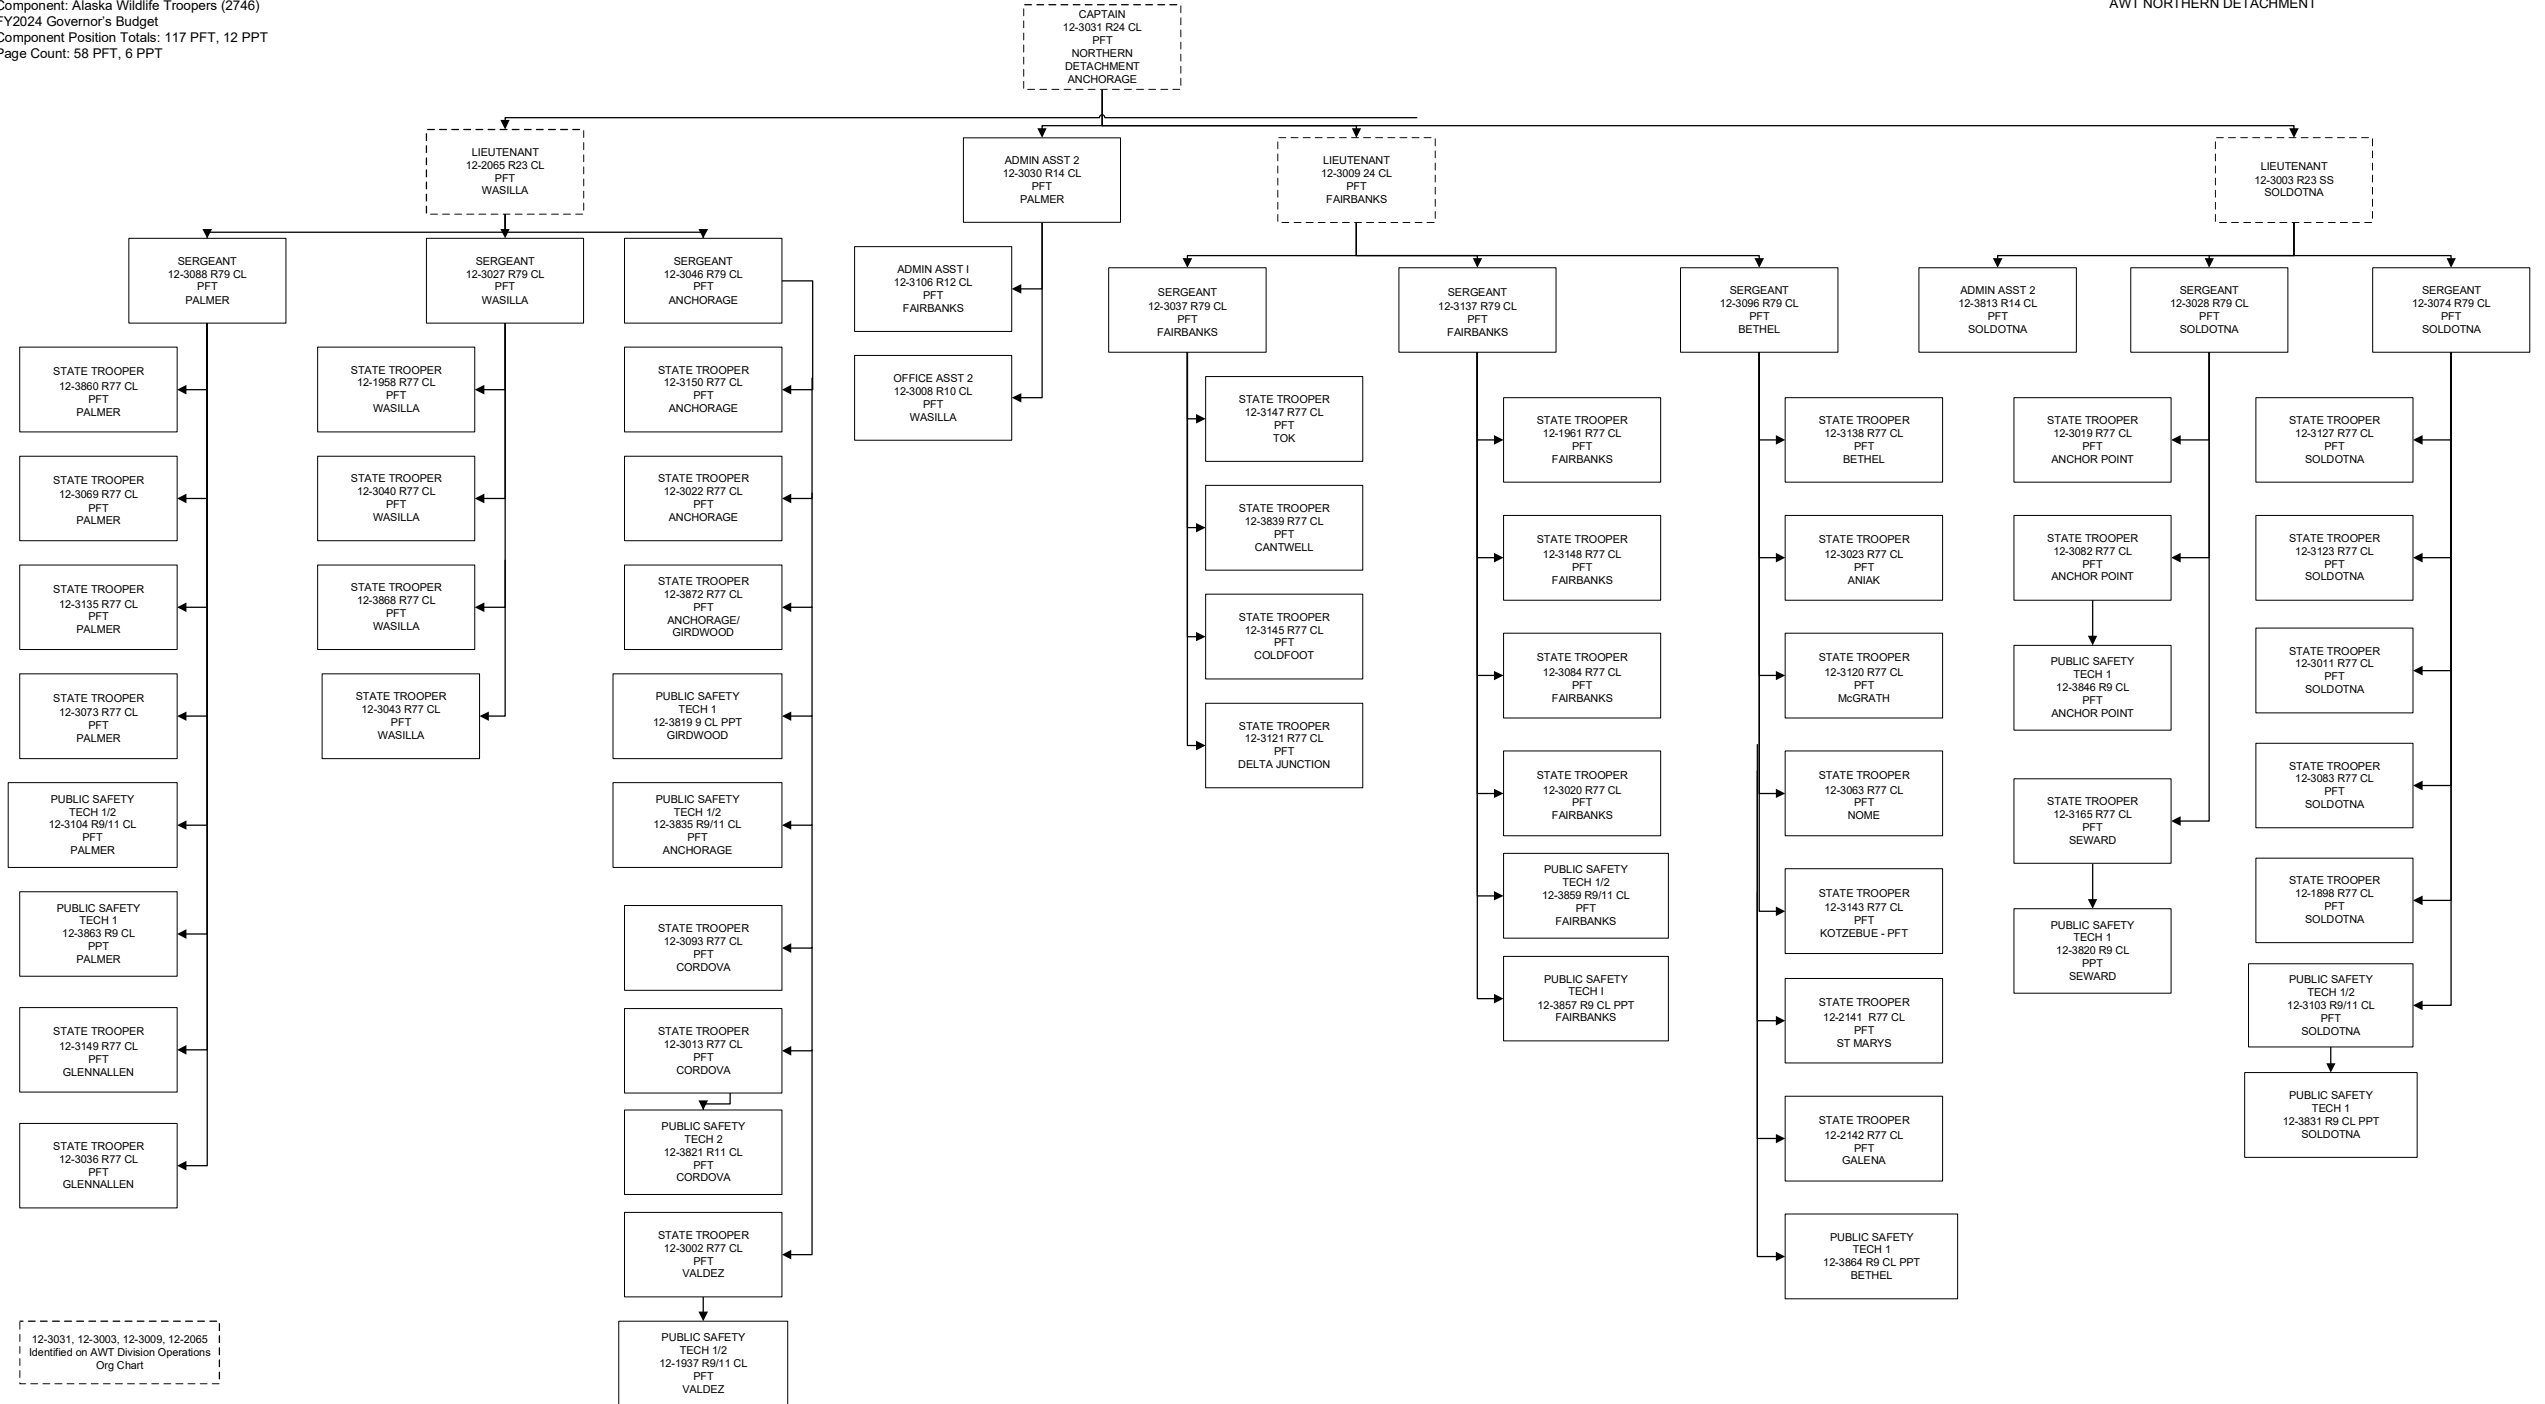 Component: Alaska Wildlife Troopers (2746)
FY2024 Governor's Budget
Component Position Totals: 117 PFT, 12 PPT
Page Count: 58 PFT, 6 PPT
AWT NORTHERN DETACHMENT
CAPTAIN
12-3031 R24 CL
PFT
NORTHERN
DETACHMENT
ANCHORAGE
LIEUTENANT
12-2065 R23 CL
PFT
WASILLA
ADMIN ASST 2
12-3030 R14 CL
PFT
PALMER
LIEUTENANT
12-3009 24 CL
PFT
FAIRBANKS
LIEUTENANT
12-3003 R23 SS
SOLDOTNA
SERGEANT
12-3088 R79 CL
PFT
PALMER
SERGEANT
12-3027 R79 CL
PFT
WASILLA
SERGEANT
12-3046 R79 CL
PFT
ANCHORAGE
ADMIN ASST I
12-3106 R12 CL
PFT
FAIRBANKS
OFFICE ASST 2
12-3008 R10 CL
PFT
WASILLA
SERGEANT
12-3037 R79 CL
PFT
FAIRBANKS
SERGEANT
12-3137 R79 CL
PFT
FAIRBANKS
SERGEANT
12-3096 R79 CL
PFT
BETHEL
ADMIN ASST 2
12-3813 R14 CL
PFT
SOLDOTNA
SERGEANT
12-3028 R79 CL
PFT
SOLDOTNA
SERGEANT
12-3074 R79 CL
PFT
SOLDOTNA
STATE TROOPER
12-3860 R77 CL
PFT
PALMER
STATE TROOPER
12-3069 R77 CL
PFT
PALMER
STATE TROOPER
12-3135 R77 CL
PFT
PALMER
STATE TROOPER
12-3073 R77 CL
PFT
PALMER
PUBLIC SAFETY
TECH 1/2
12-3104 R9/11 CL
PFT
PALMER
PUBLIC SAFETY
TECH 1
12-3863 R9 CL
PPT
PALMER
STATE TROOPER
12-3149 R77 CL
PFT
GLENNALLEN
STATE TROOPER
12-3036 R77 CL
PFT
GLENNALLEN
STATE TROOPER
12-1958 R77 CL
PFT
WASILLA
STATE TROOPER
12-3040 R77 CL
PFT
WASILLA
STATE TROOPER
12-3868 R77 CL
PFT
WASILLA
STATE TROOPER
12-3043 R77 CL
PFT
WASILLA
STATE TROOPER
12-3150 R77 CL
PFT
ANCHORAGE
STATE TROOPER
12-3022 R77 CL
PFT
ANCHORAGE
STATE TROOPER
12-3872 R77 CL
PFT
ANCHORAGE/
GIRDWOOD
PUBLIC SAFETY
TECH 1
12-3819 9 CL PPT
GIRDWOOD
PUBLIC SAFETY
TECH 1/2
12-3835 R9/11 CL
PFT
ANCHORAGE
STATE TROOPER
12-3093 R77 CL
PFT
CORDOVA
STATE TROOPER
12-3013 R77 CL
PFT
CORDOVA
PUBLIC SAFETY
TECH 2
12-3821 R11 CL
PFT
CORDOVA
STATE TROOPER
12-3002 R77 CL
PFT
VALDEZ
PUBLIC SAFETY
TECH 1/2
12-1937 R9/11 CL
PFT
VALDEZ
STATE TROOPER
12-3147 R77 CL
PFT
TOK
STATE TROOPER
12-3839 R77 CL
PFT
CANTWELL
STATE TROOPER
12-3145 R77 CL
PFT
COLDFOOT
STATE TROOPER
12-3121 R77 CL
PFT
DELTA JUNCTION
STATE TROOPER
12-1961 R77 CL
PFT
FAIRBANKS
STATE TROOPER
12-3148 R77 CL
PFT
FAIRBANKS
STATE TROOPER
12-3084 R77 CL
PFT
FAIRBANKS
STATE TROOPER
12-3020 R77 CL
PFT
FAIRBANKS
PUBLIC SAFETY
TECH 1/2
12-3859 R9/11 CL
PFT
FAIRBANKS
PUBLIC SAFETY
TECH I
12-3857 R9 CL PPT
FAIRBANKS
STATE TROOPER
12-3138 R77 CL
PFT
BETHEL
STATE TROOPER
12-3023 R77 CL
PFT
ANIAK
STATE TROOPER
12-3120 R77 CL
PFT
McGRATH
STATE TROOPER
12-3063 R77 CL
PFT
NOME
STATE TROOPER
12-3143 R77 CL
PFT
KOTZEBUE - PFT
STATE TROOPER
12-2141 R77 CL
PFT
ST MARYS
STATE TROOPER
12-2142 R77 CL
PFT
GALENA
PUBLIC SAFETY
TECH 1
12-3864 R9 CL PPT
BETHEL
STATE TROOPER
12-3019 R77 CL
PFT
ANCHOR POINT
STATE TROOPER
12-3082 R77 CL
PFT
ANCHOR POINT
PUBLIC SAFETY
TECH 1
12-3846 R9 CL
PFT
ANCHOR POINT
STATE TROOPER
12-3165 R77 CL
PFT
SEWARD
PUBLIC SAFETY
TECH 1
12-3820 R9 CL
PPT
SEWARD
STATE TROOPER
12-3127 R77 CL
PFT
SOLDOTNA
STATE TROOPER
12-3123 R77 CL
PFT
SOLDOTNA
STATE TROOPER
12-3011 R77 CL
PFT
SOLDOTNA
STATE TROOPER
12-3083 R77 CL
PFT
SOLDOTNA
STATE TROOPER
12-1898 R77 CL
PFT
SOLDOTNA
PUBLIC SAFETY
TECH 1/2
12-3103 R9/11 CL
PFT
SOLDOTNA
PUBLIC SAFETY
TECH 1
12-3831 R9 CL PPT
SOLDOTNA
12-3031, 12-3003, 12-3009, 12-2065
Identified on AWT Division Operations
Org Chart